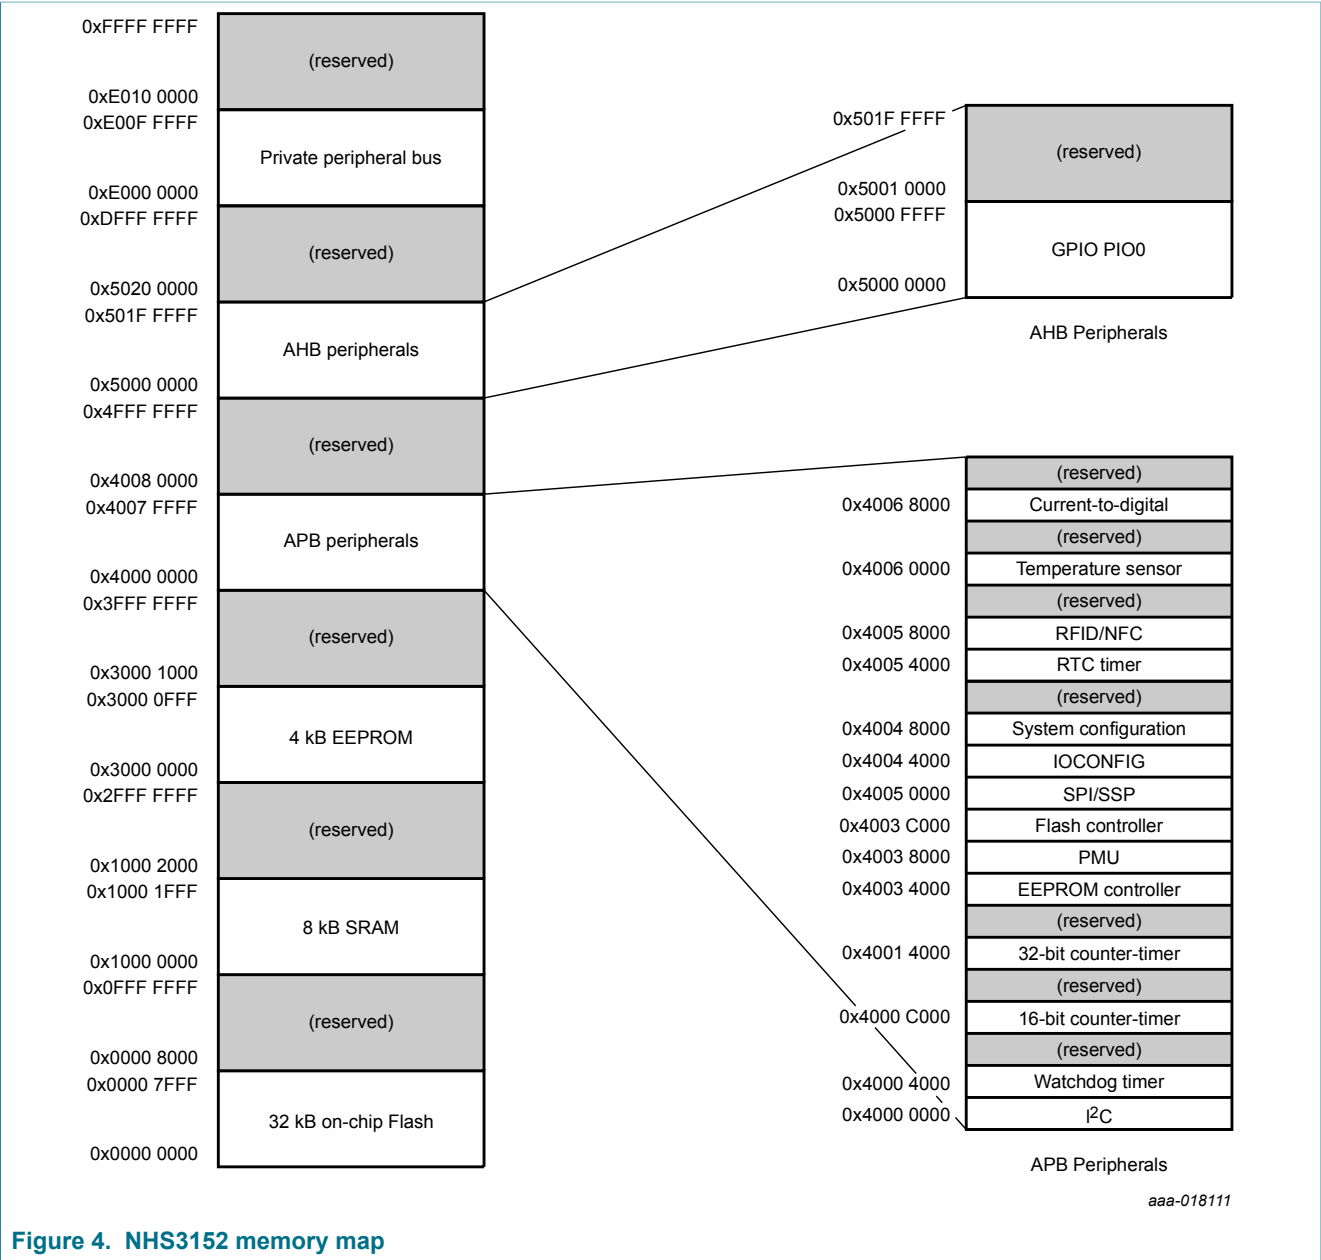 0xFFFF FFFF
(reserved)
0xE010 0000
0xE00F FFFF
Private peripheral bus
0xE000 0000
0xDFFF FFFF
(reserved)
0x5020 0000
0x501F FFFF
AHB peripherals
0x5000 0000
0x4FFF FFFF
(reserved)
0x4008 0000
0x4007 FFFF
APB peripherals
0x4000 0000
0x3FFF FFFF
(reserved)
0x3000 1000
0x3000 0FFF
4 kB EEPROM
0x3000 0000
0x2FFF FFFF
(reserved)
0x1000 2000
0x1000 1FFF
8 kB SRAM
0x1000 0000
0x0FFF FFFF
(reserved)
0x0000 8000
0x0000 7FFF
32 kB on-chip Flash
0x0000 0000
0x501F FFFF
(reserved)
0x5001 0000
0x5000 FFFF
GPIO PIO0
0x5000 0000
AHB Peripherals
(reserved)
0x4006 8000 Current-to-digital
(reserved)
0x4006 0000 Temperature sensor
(reserved)
0x4005 8000 RFID/NFC
0x4005 4000 RTC timer
(reserved)
0x4004 8000 System configuration
0x4004 4000 IOCONFIG
0x4005 0000 SPI/SSP
0x4003 C000 Flash controller
0x4003 8000 PMU
0x4003 4000 EEPROM controller
(reserved)
0x4001 4000 32-bit counter-timer
(reserved)
0x4000 C000 16-bit counter-timer
(reserved)
0x4000 4000 Watchdog timer
0x4000 0000 I²C
APB Peripherals
aaa-018111
Figure 4. NHS3152 memory map